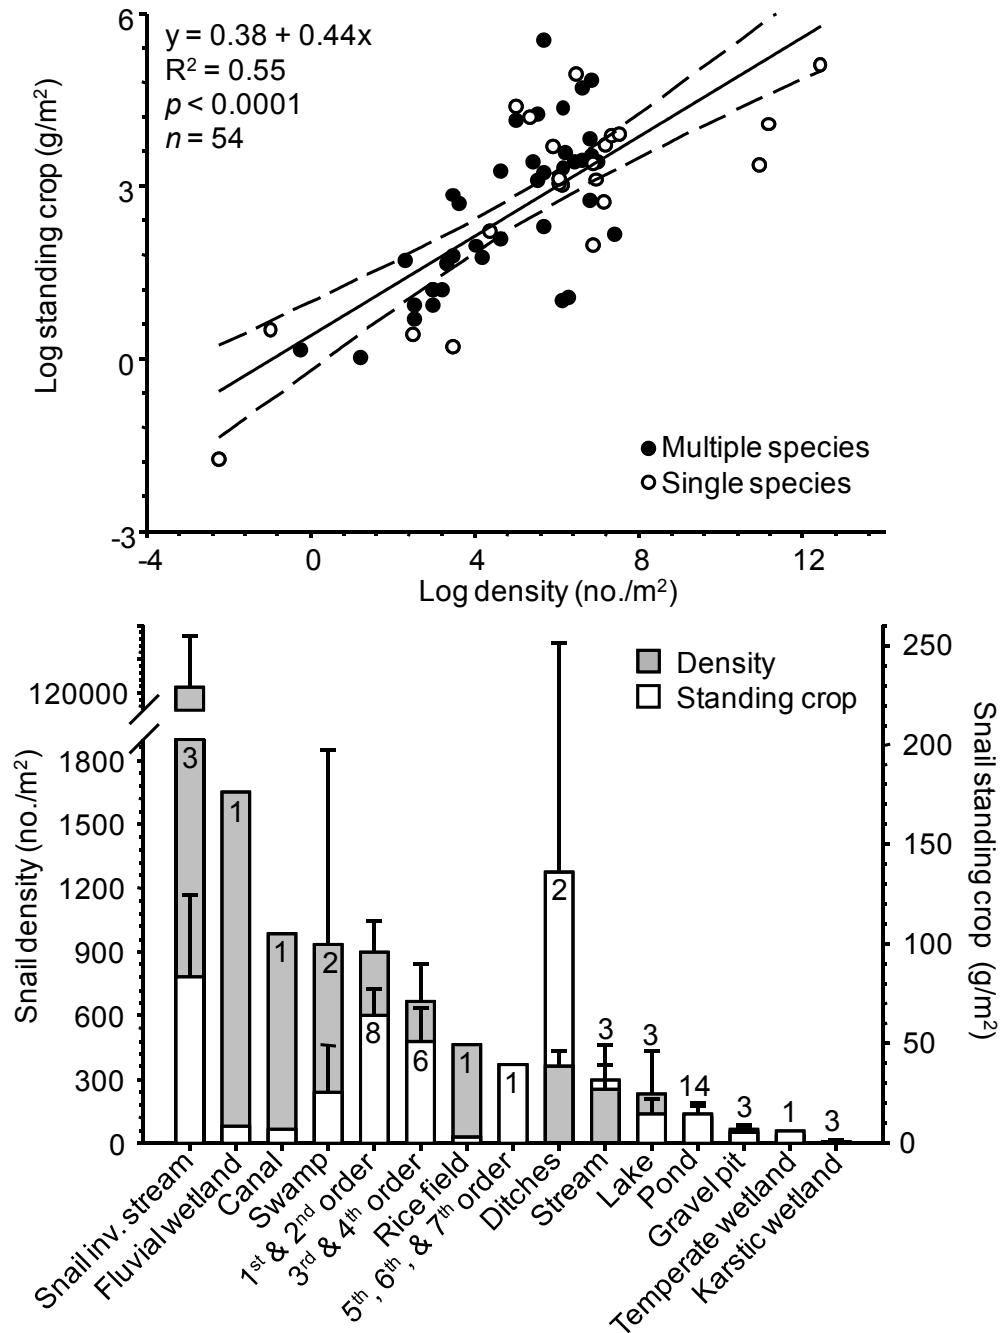 6
y = 0.38 + 0.44x
R² = 0.55
p < 0.0001
n = 54
3
0
-3
Log standing crop (g/m²)
Multiple species
Single species
-4 0 4 8 12
Log density (no./m²)
Density
Standing crop
120000
1800
1500
1200
900
600
300
0
Snail density (no./m²)
250
200
150
100
50
0
Snail standing crop (g/m²)
3 1 1 2 8 6 1 1 2 3 3 14 3 1 3
Snail inv. stream
Fluvial wetland
Canal
Swamp
1st & 2nd order
3rd & 4th order
Rice field
5th, 6th, & 7th order
Ditches
Stream
Lake
Pond
Gravel pit
Temperate wetland
Karstic wetland